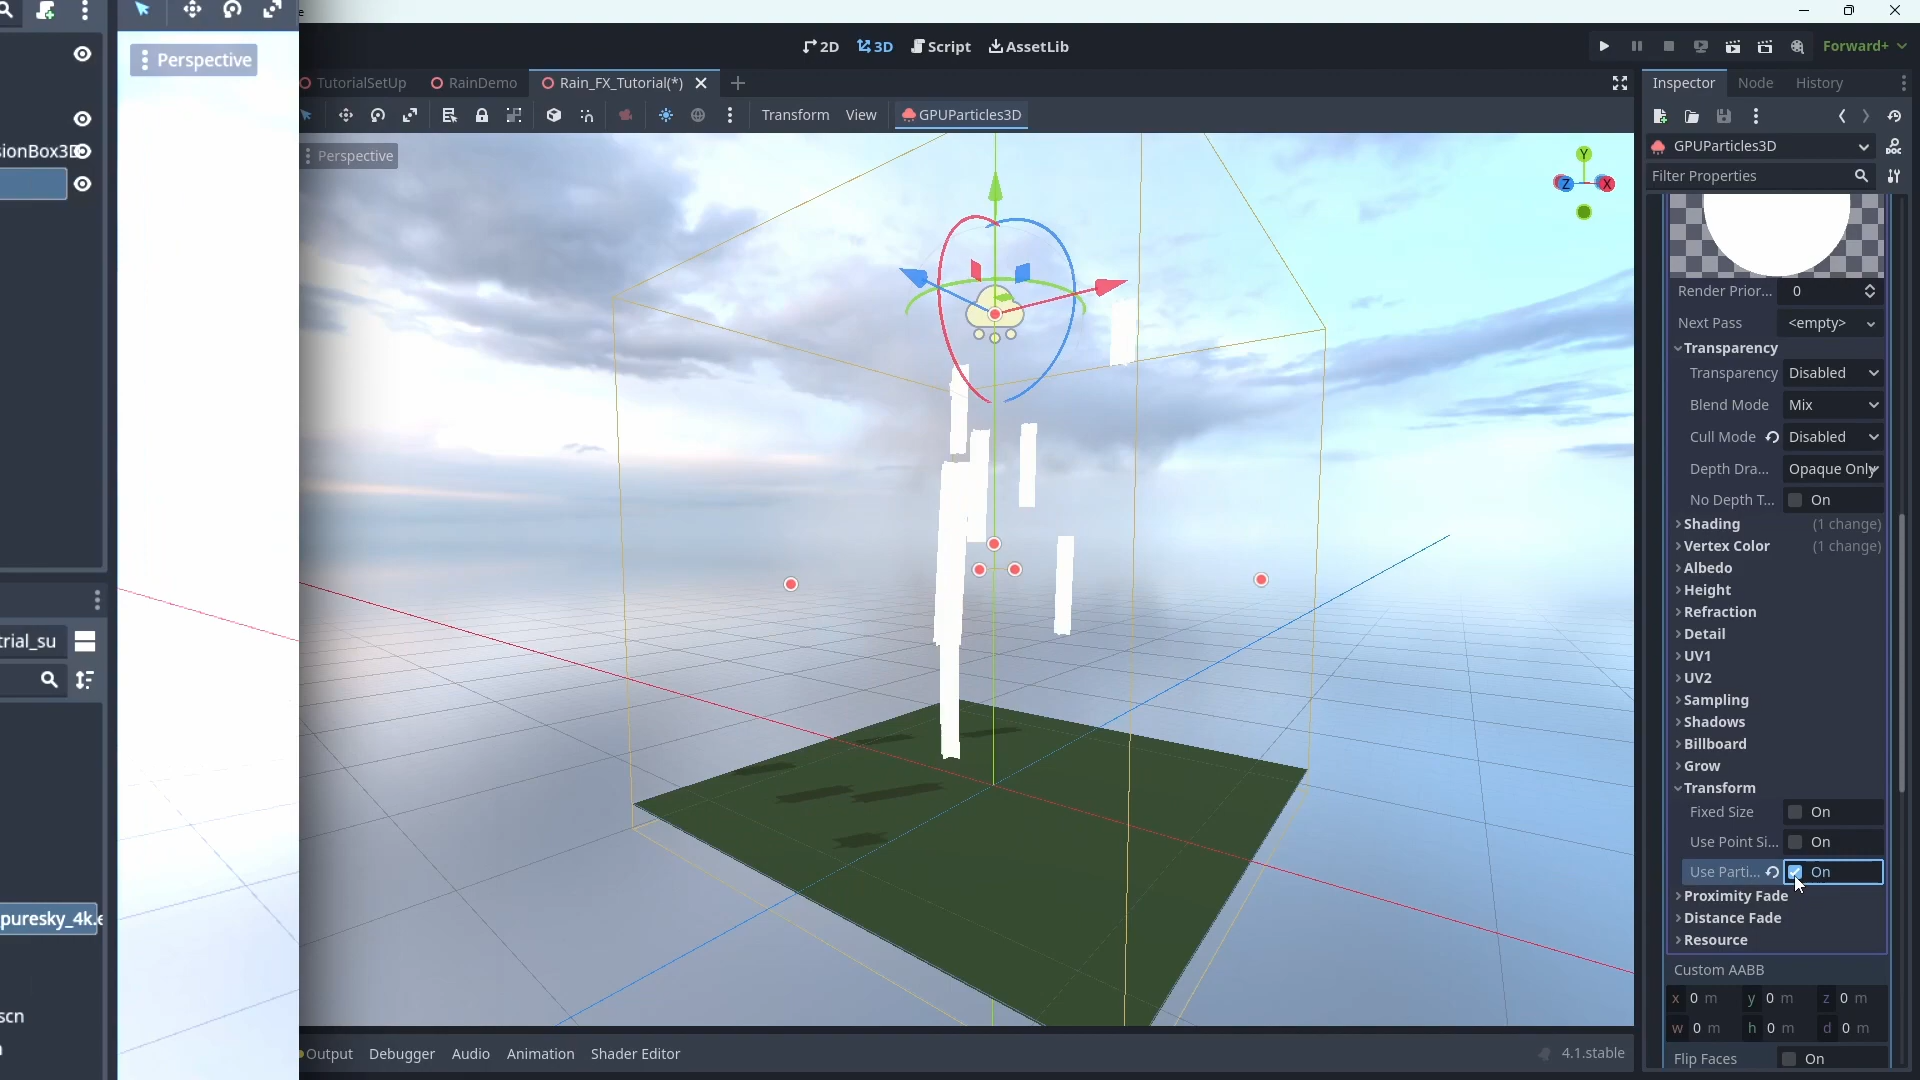 Perspective
ionBox3D
trial_su
puresky_4k.e
scn
e
2D
3D
Script
AssetLib
Forward+
TutorialSetUp
RainDemo
Rain_FX_Tutorial(*)
Transform
View
GPUParticles3D
Perspective
Y
Z
X
Output
Debugger
Audio
Animation
Shader Editor
4.1.stable
Inspector
Node
History
GPUParticles3D
DOC
Filter Properties
Render Prior... 0
Next Pass <empty>
Transparency
Transparency Disabled
Blend Mode Mix
Cull Mode Disabled
Depth Dra... Opaque Only
No Depth T... On
Shading (1 change)
Vertex Color (1 change)
Albedo
Height
Refraction
Detail
UV1
UV2
Sampling
Shadows
Billboard
Grow
Transform
Fixed Size On
Use Point Si... On
Use Parti... On
Proximity Fade
Distance Fade
Resource
Custom AABB
x 0 m y 0 m z 0 m
w 0 m h 0 m d 0 m
Flip Faces On